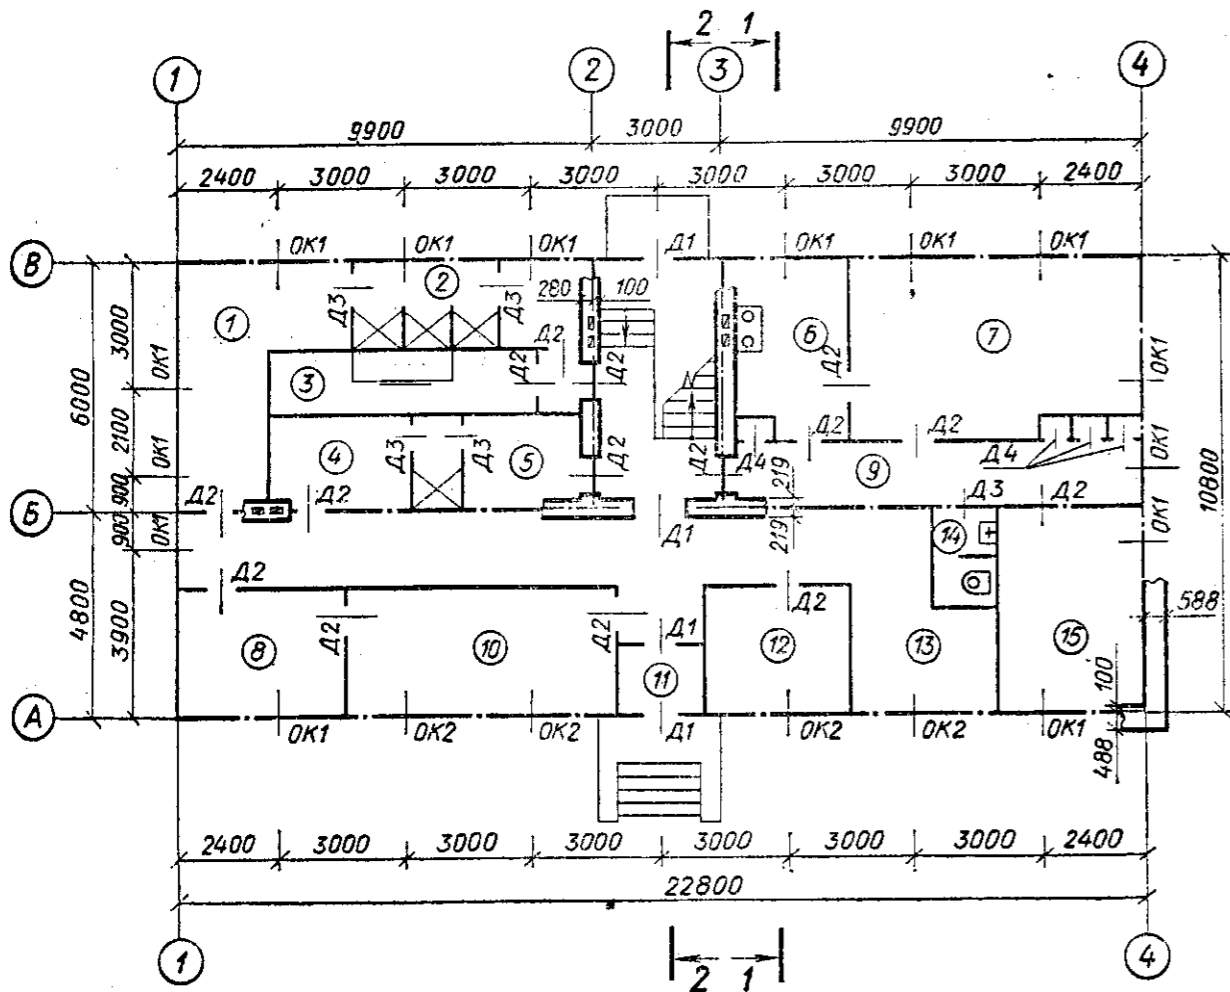 2 1
1 2 3 4
9900 3000 9900
2400 3000 3000 3000 3000 3000 3000 2400
В ОК1 ОК1 ОК1 Д1 ОК1 ОК1 ОК1
2
280 100
Д3 Д3
1 6 7
3000 ОК1 Д2 Д2 Д2 Д2 ОК1
3
6000 2100
Д2 Д2
4 Д3 Д3 5 Д2 Д2 Д4 9 Д4 ОК1
ОК1 900 219 10800
Д2 Д2 Д3 Д2
Б
900 ОК1 Д1 219 14 ОК1
Д2 Д2
588
4800 3900
8 Д2 10 Д2 Д1 12 13 15
11 100
А
ОК1 ОК2 ОК2 Д1 ОК2 ОК2 ОК1
488
2400 3000 3000 3000 3000 3000 3000 2400
22800
1 4
2 1